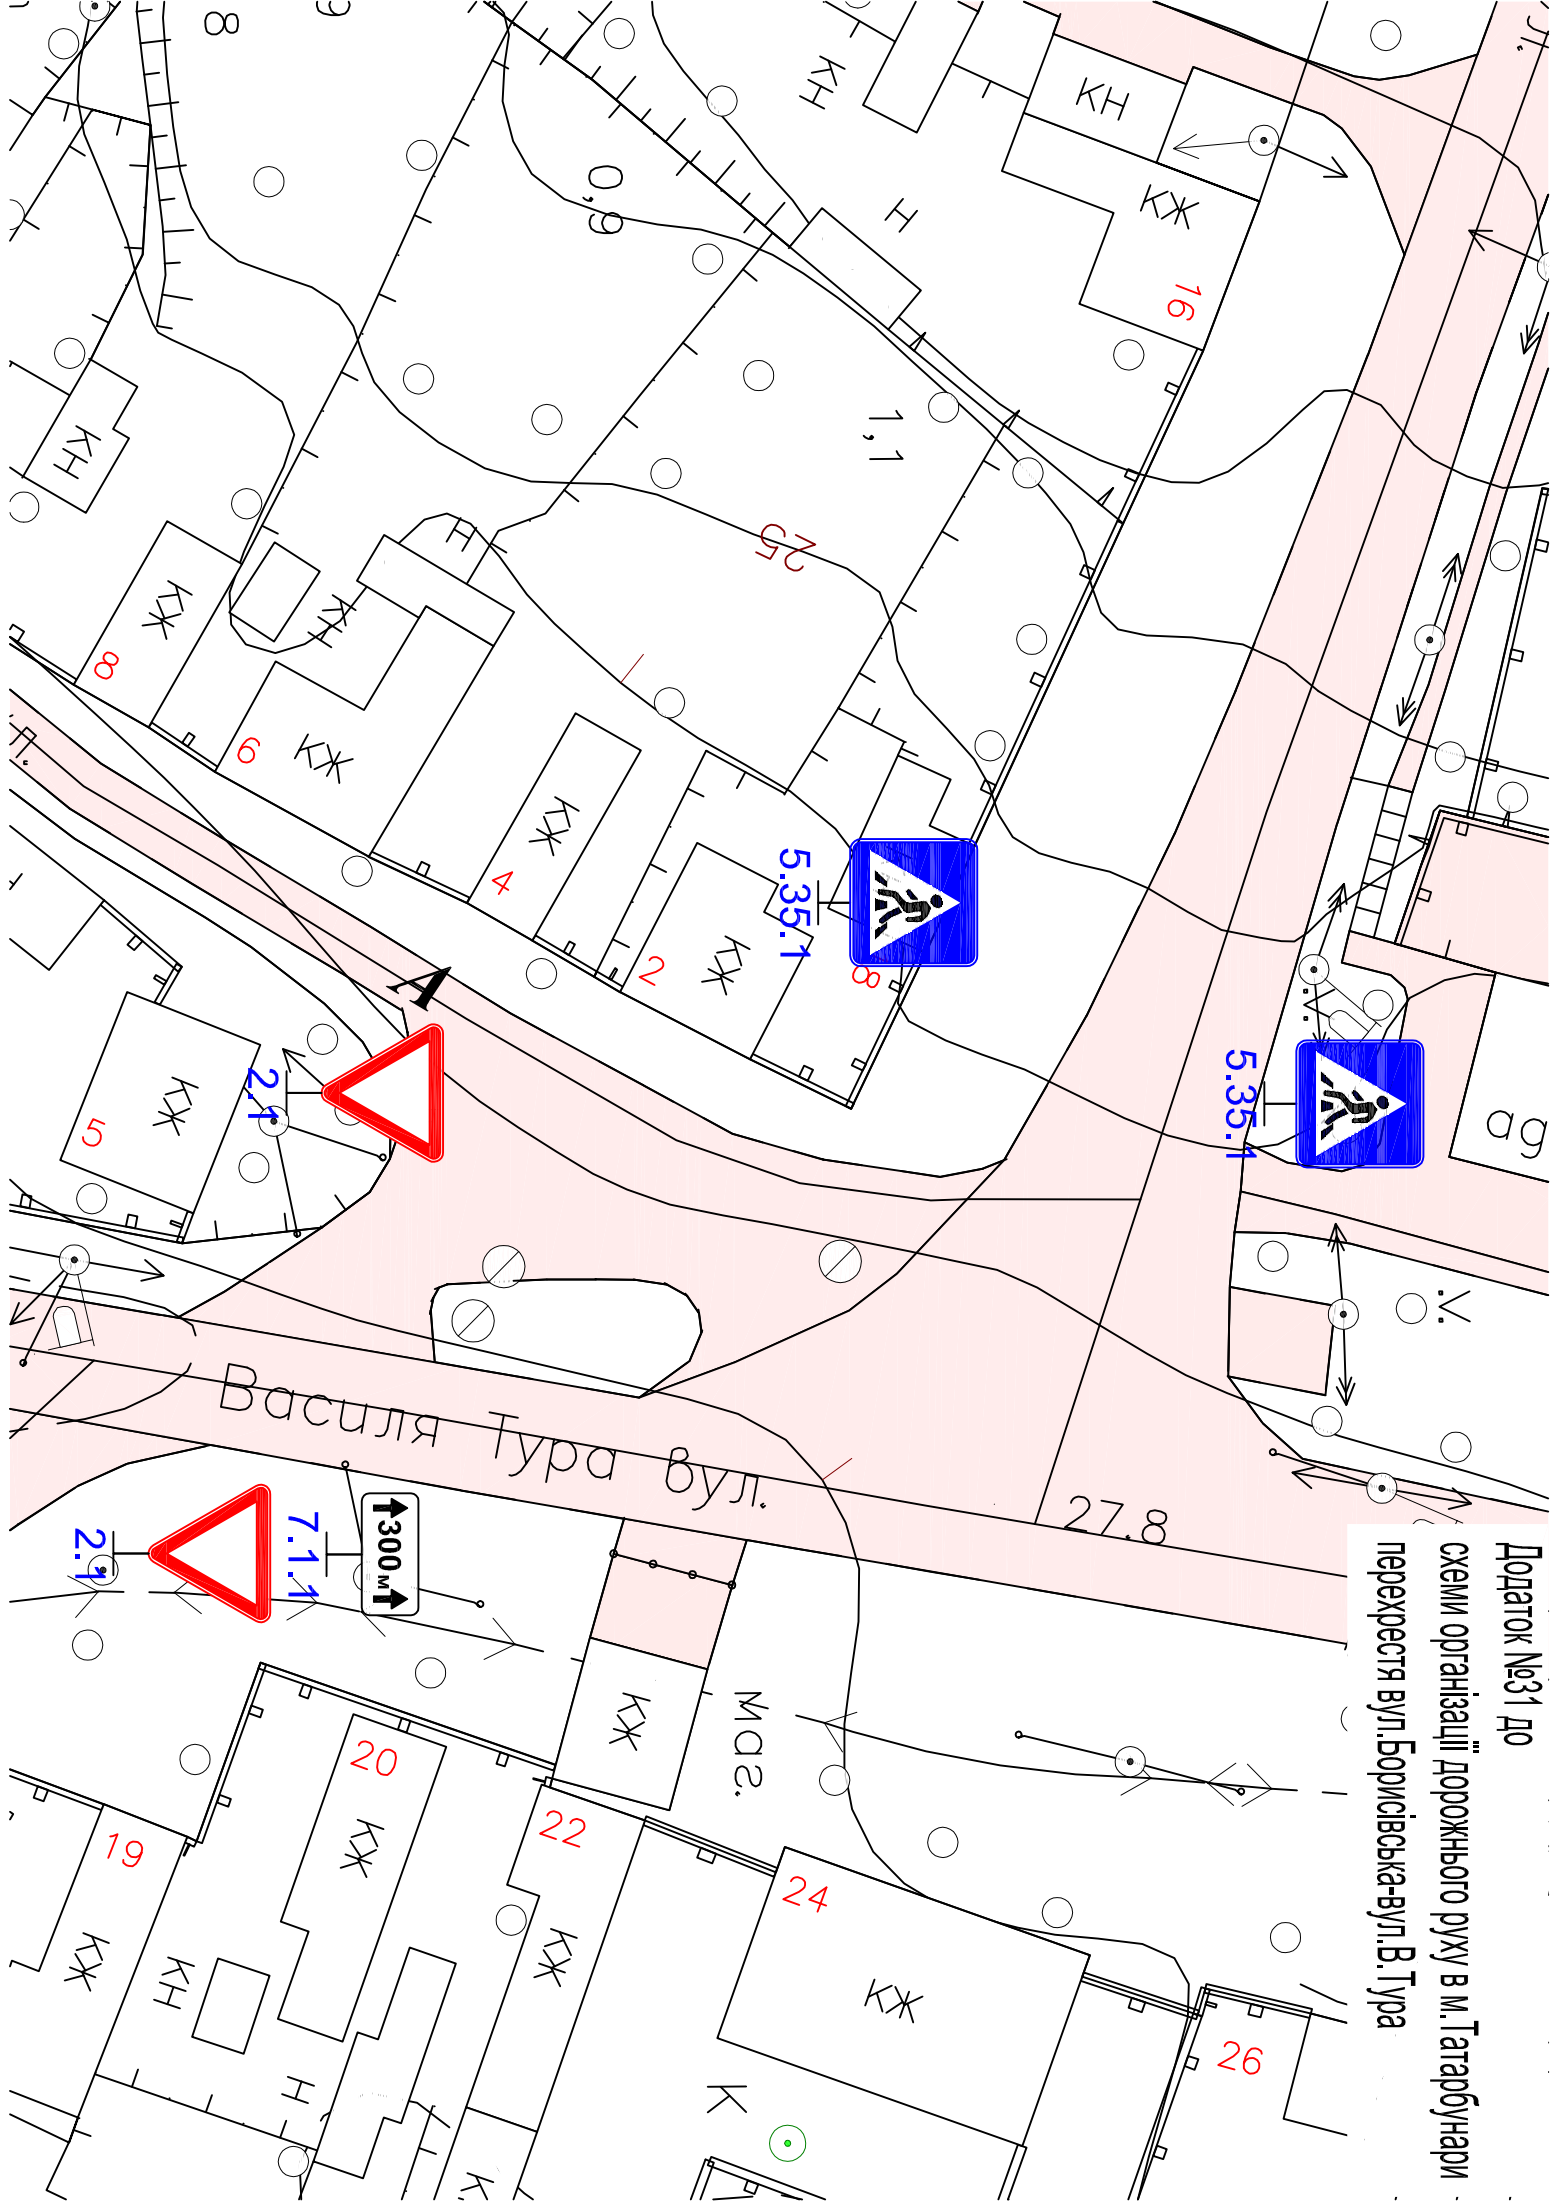 Додаток №31 до
схеми організації дорожнього руху в м.Татарбунари
перехрестя вул.Борисівська-вул.В.Тура
КН
КН
КЖ
16
Н
0,9
8
1,1
25
КН
КЖ
8
Н
КН
КЖ
6
КЖ
4
КЖ
2
8
5.35.1
5.35.1
А
2.1
КЖ
5
Василя Тура вул.
27.8
2.1
7.1.1
300 м
КЖ
маг.
20
КЖ
22
КЖ
24
КЖ
19
КЖ
КН
Н
К
26